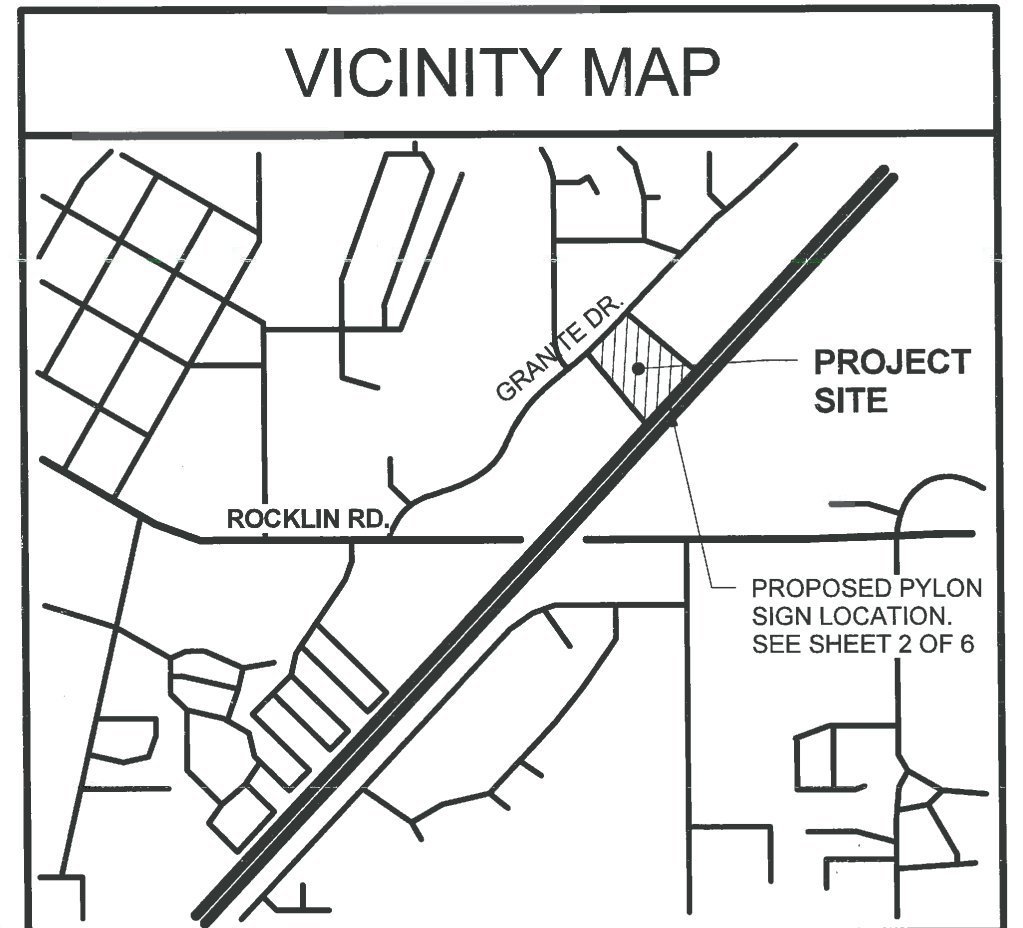 VICINITY MAP
GRANITE DR.
PROJECT
SITE
ROCKLIN RD.
PROPOSED PYLON
SIGN LOCATION.
SEE SHEET 2 OF 6